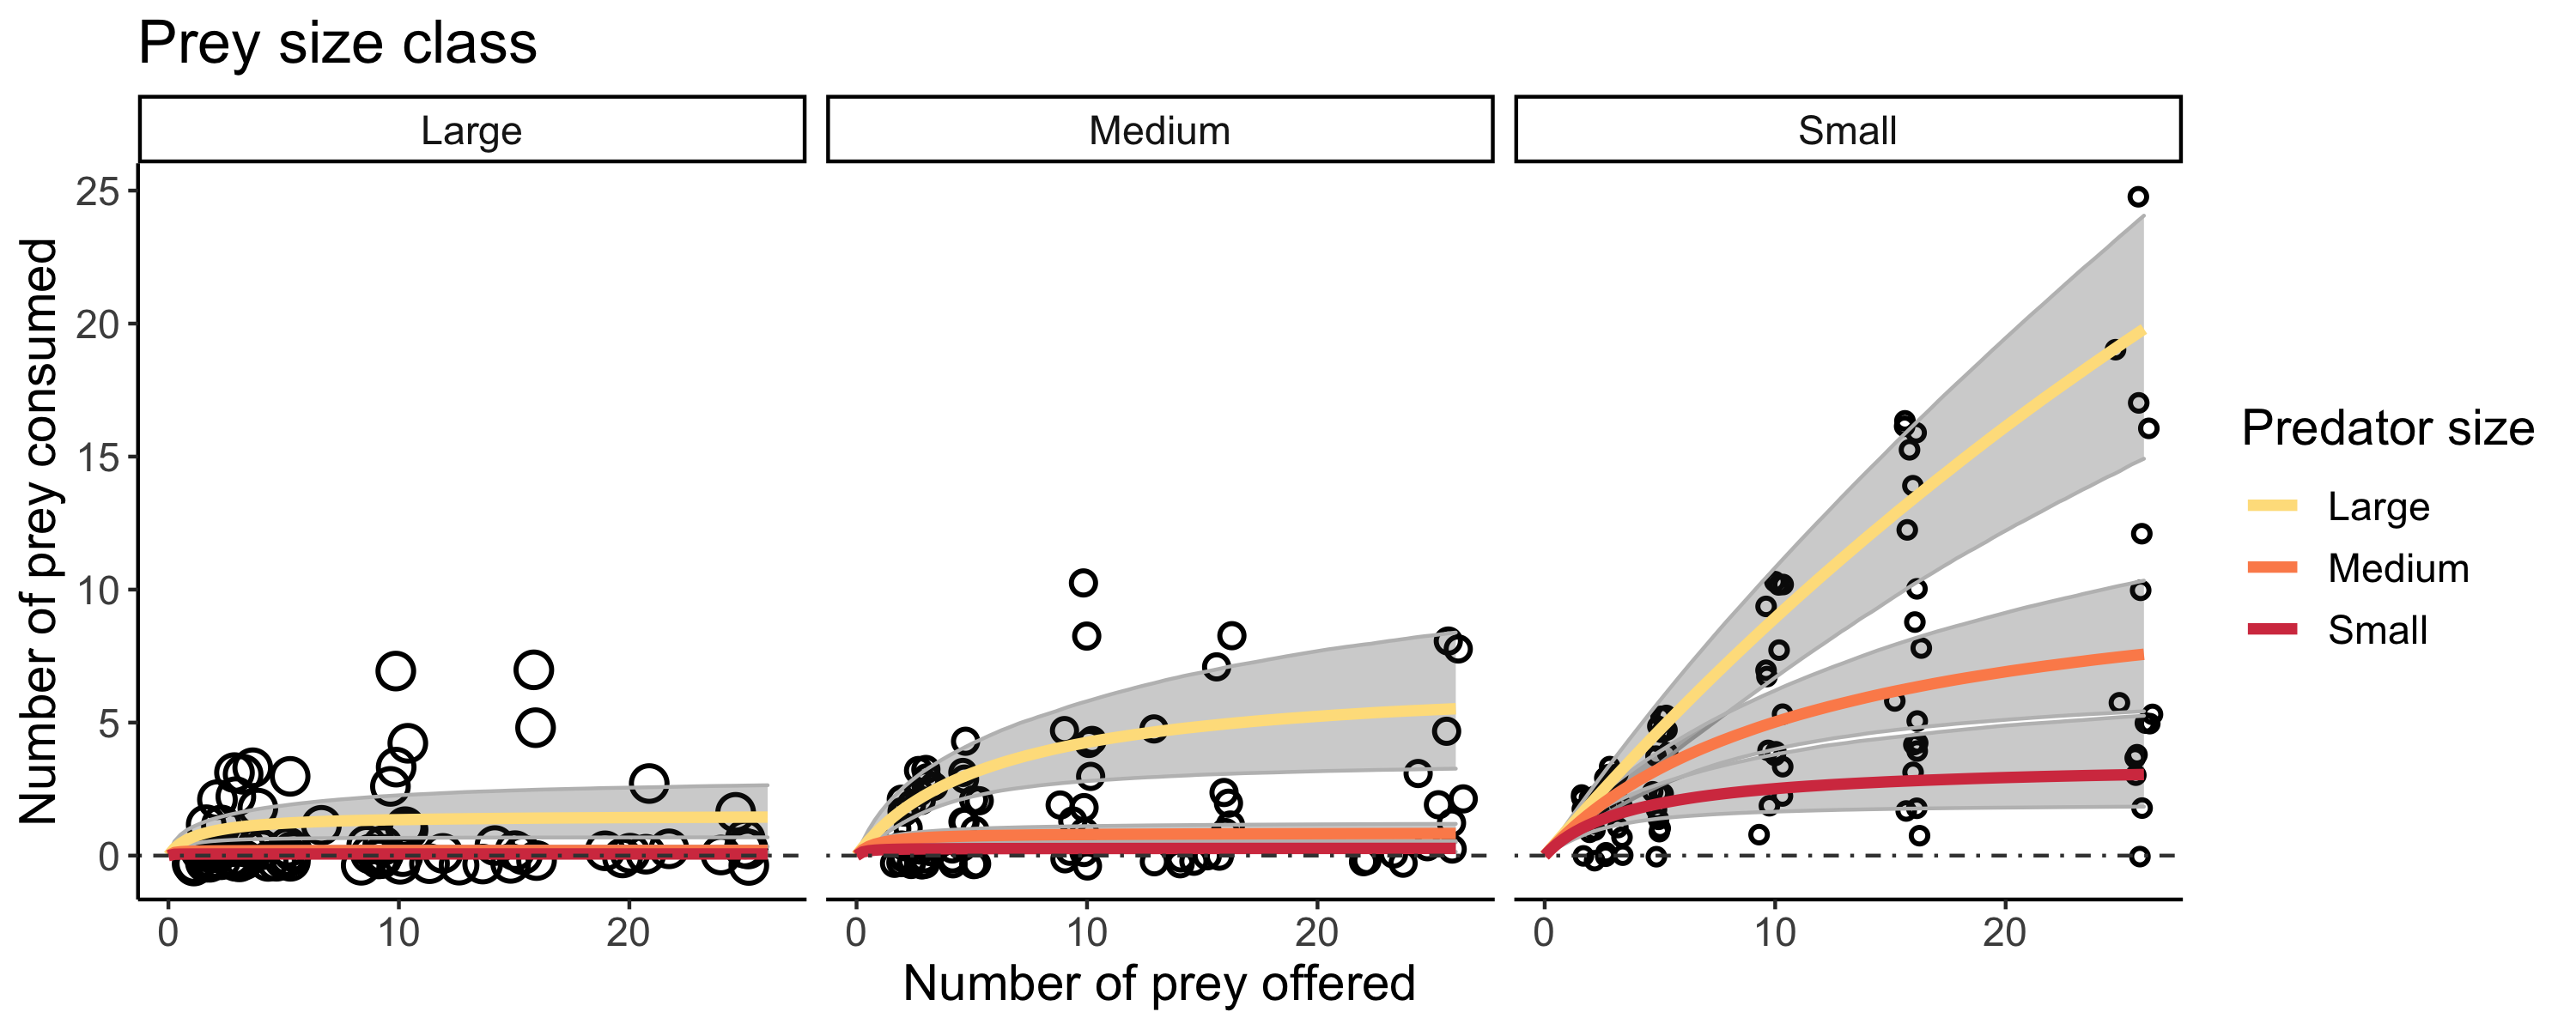 Prey size class
Large
Medium
Small
Number of prey consumed
25
20
15
10
5
0
0 10 20
0 10 20
0 10 20
Number of prey offered
Predator size
Large
Medium
Small